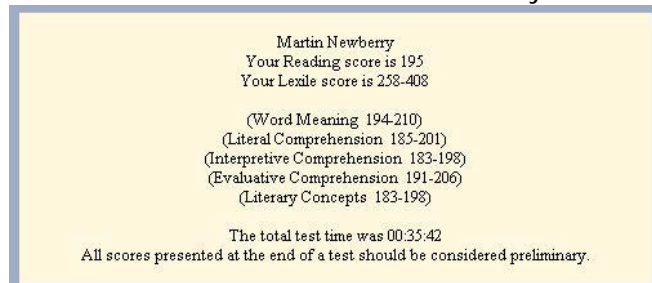 Martin Newberry
Your Reading score is 195
Your Lexile score is 258-408
(Word Meaning 194-210)
(Literal Comprehension 185-201)
(Interpretive Comprehension 183-198)
(Evaluative Comprehension 191-206)
(Literary Concepts 183-198)
The total test time was 00:35:42
All scores presented at the end of a test should be considered preliminary.